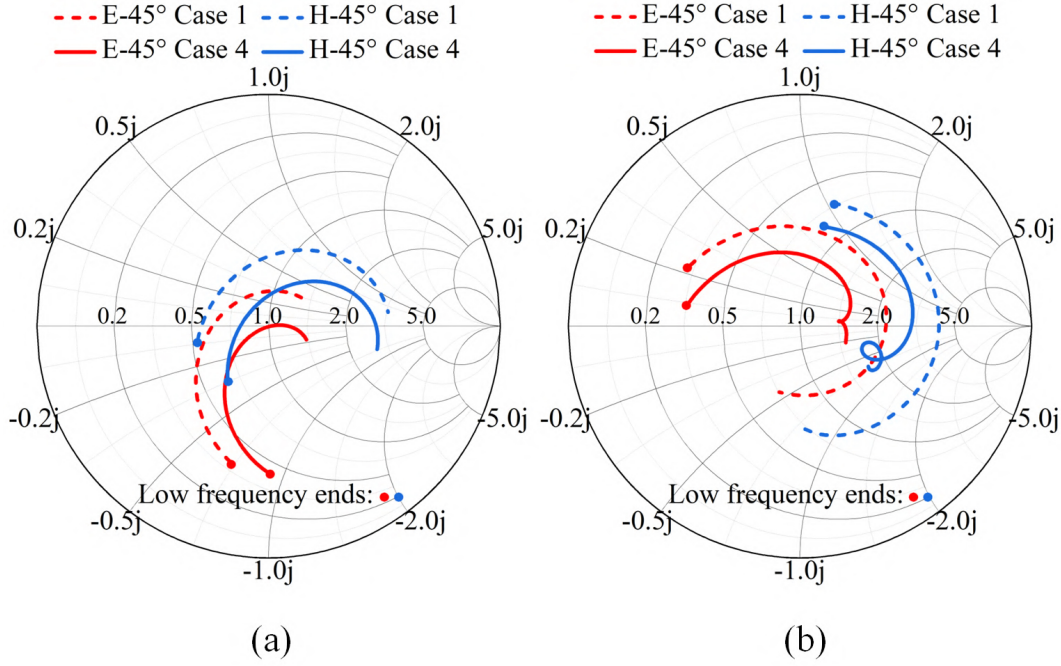 E-45° Case 1 H-45° Case 1
E-45° Case 4 H-45° Case 4
1.0j
0.5j 2.0j
0.2j 5.0j
0.2 0.5 1.0 2.0 5.0
-0.2j -5.0j
Low frequency ends:
-0.5j -2.0j
-1.0j
(a)
E-45° Case 1 H-45° Case 1
E-45° Case 4 H-45° Case 4
1.0j
0.5j 2.0j
0.2j 5.0j
0.2 0.5 1.0 2.0 5.0
-0.2j -5.0j
Low frequency ends:
-0.5j -2.0j
-1.0j
(b)